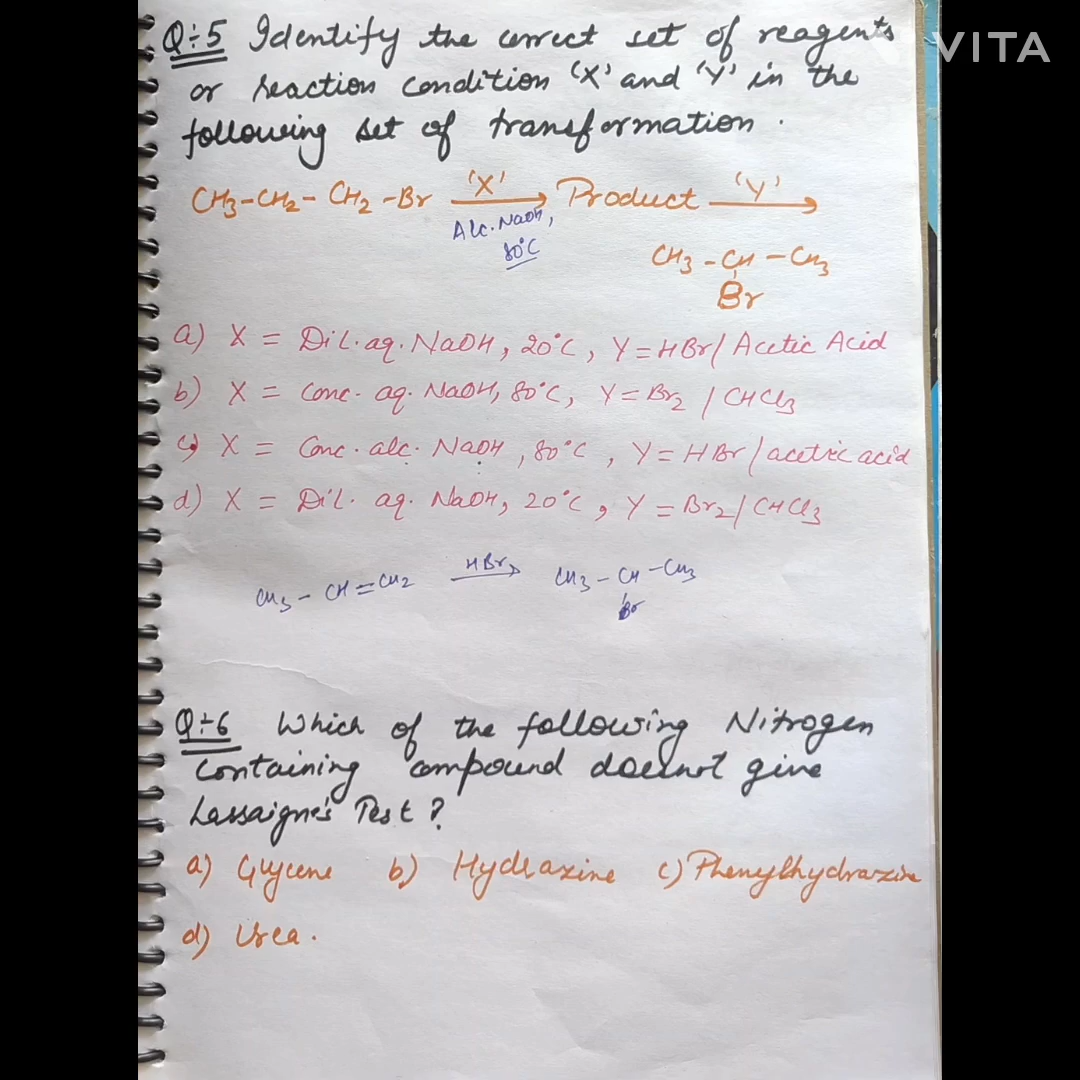 VITA
Q÷5 Identify the correct set of reagents
or reaction condition 'X' and 'Y' in the
following set of transformation.
CH3-CH2-CH2-Br 'X' Product 'Y'
Alc. NaOH,
80°C
CH3-CH-CH3
Br
a) X = Dil. aq. NaOH, 20°C, Y=HBr/Acetic Acid
b) X = Conc. aq. NaOH, 80°C, Y=Br2/CHCl3
c) X = Conc. alc. NaOH, 80°C, Y=HBr/acetic acid
d) X = Dil. aq. NaOH, 20°C, Y=Br2/CHCl3
CH3-CH=CH2 HBr CH3-CH-CH3
Br
Q÷6 Which of the following Nitrogen
containing compound doesnot give
Lassaigne's Test?
a) Glycene b) Hydrazine c) Phenylhydrazine
d) Urea.